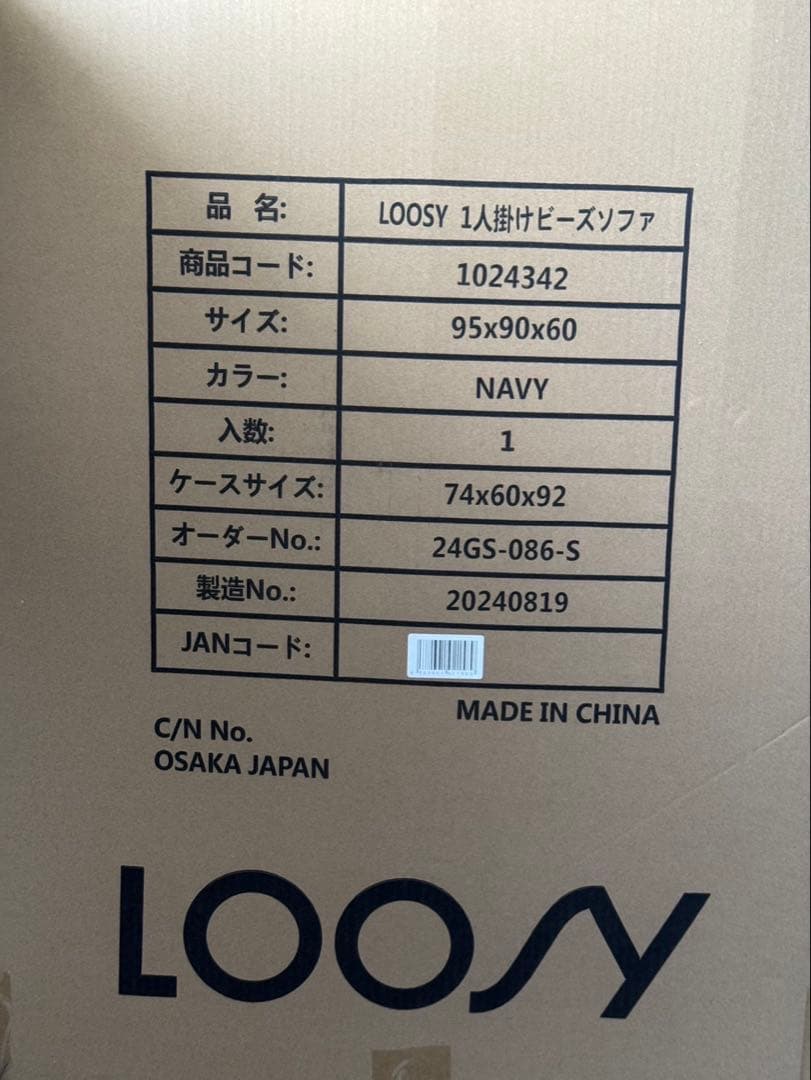 品 名: LOOSY 1人掛けビーズソファ
商品コード: 1024342
サイズ: 95x90x60
カラー: NAVY
入数: 1
ケースサイズ: 74x60x92
オーダーNo.: 24GS-086-S
製造No.: 20240819
JANコード:
MADE IN CHINA
C/N No.
OSAKA JAPAN
LOOSY